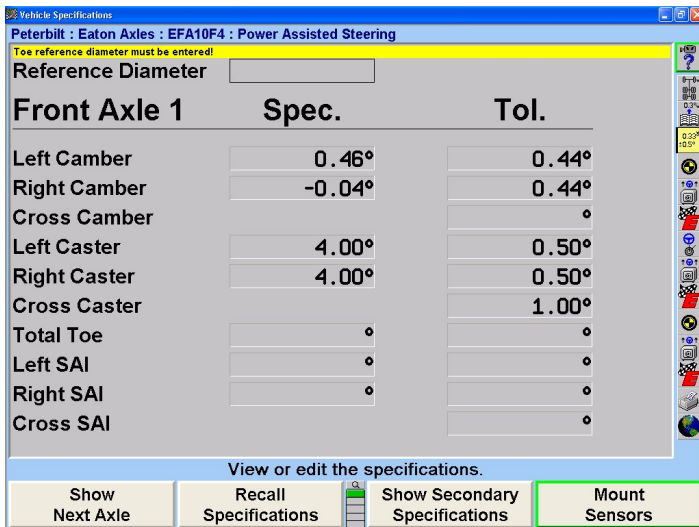 Vehicle Specifications
Peterbilt : Eaton Axles : EFA10F4 : Power Assisted Steering
Toe reference diameter must be entered!
Reference Diameter
Front Axle 1 Spec. Tol.
Left Camber 0.46° 0.44°
Right Camber -0.04° 0.44°
Cross Camber °
Left Caster 4.00° 0.50°
Right Caster 4.00° 0.50°
Cross Caster 1.00°
Total Toe ° °
Left SAI ° °
Right SAI ° °
Cross SAI °
View or edit the specifications.
Show Next Axle
Recall Specifications
Show Secondary Specifications
Mount Sensors